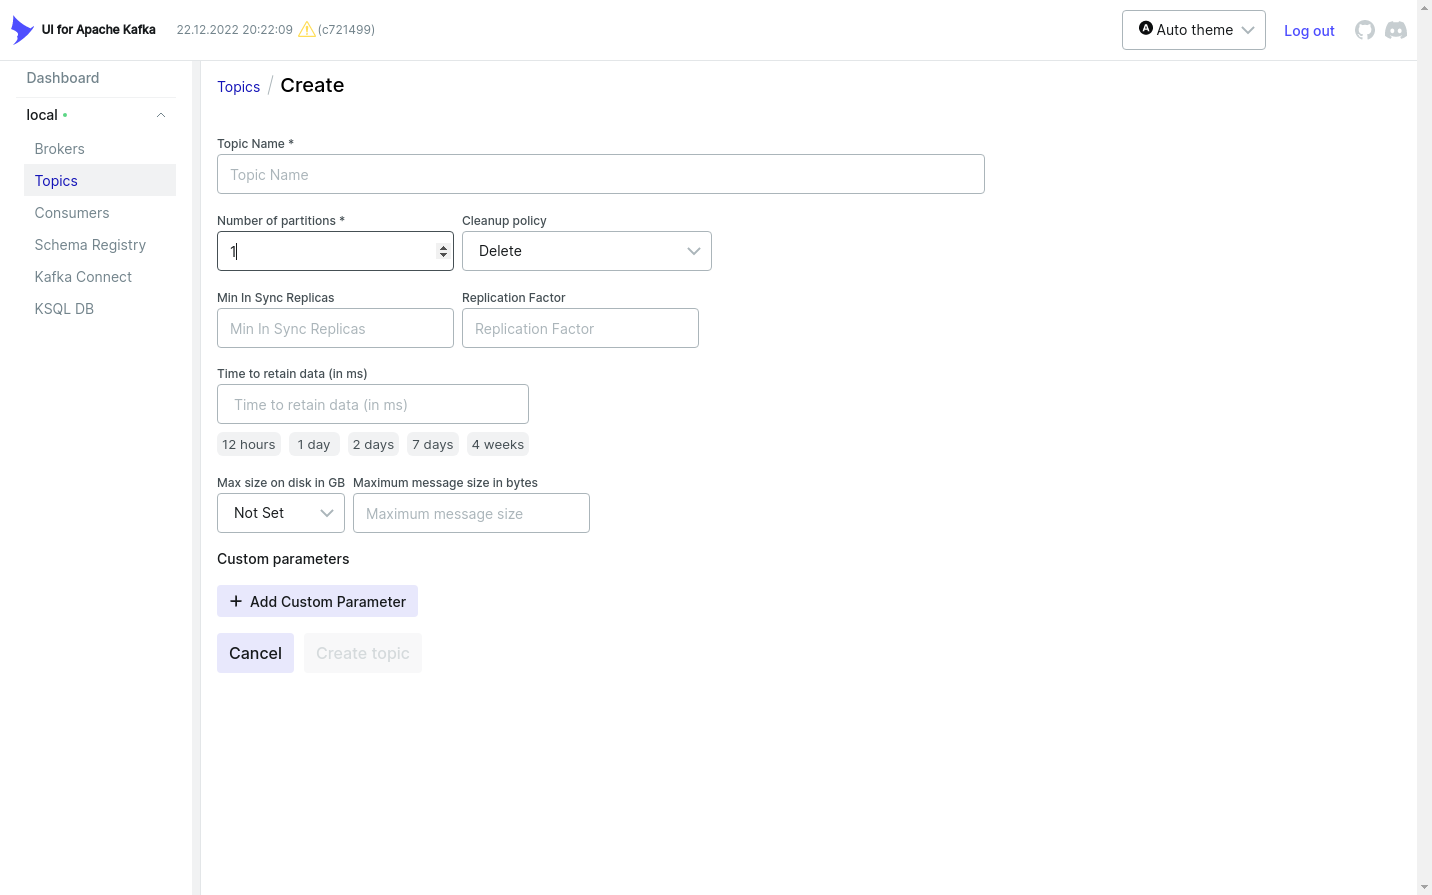 UI for Apache Kafka 22.12.2022 20:22:09 (c721499) A Auto theme Log out
Dashboard
local
Brokers
Topics
Consumers
Schema Registry
Kafka Connect
KSQL DB
Topics / Create
Topic Name *
Topic Name
Number of partitions * Cleanup policy
1 Delete
Min In Sync Replicas Replication Factor
Min In Sync Replicas Replication Factor
Time to retain data (in ms)
Time to retain data (in ms)
12 hours 1 day 2 days 7 days 4 weeks
Max size on disk in GB Maximum message size in bytes
Not Set Maximum message size
Custom parameters
+ Add Custom Parameter
Cancel Create topic